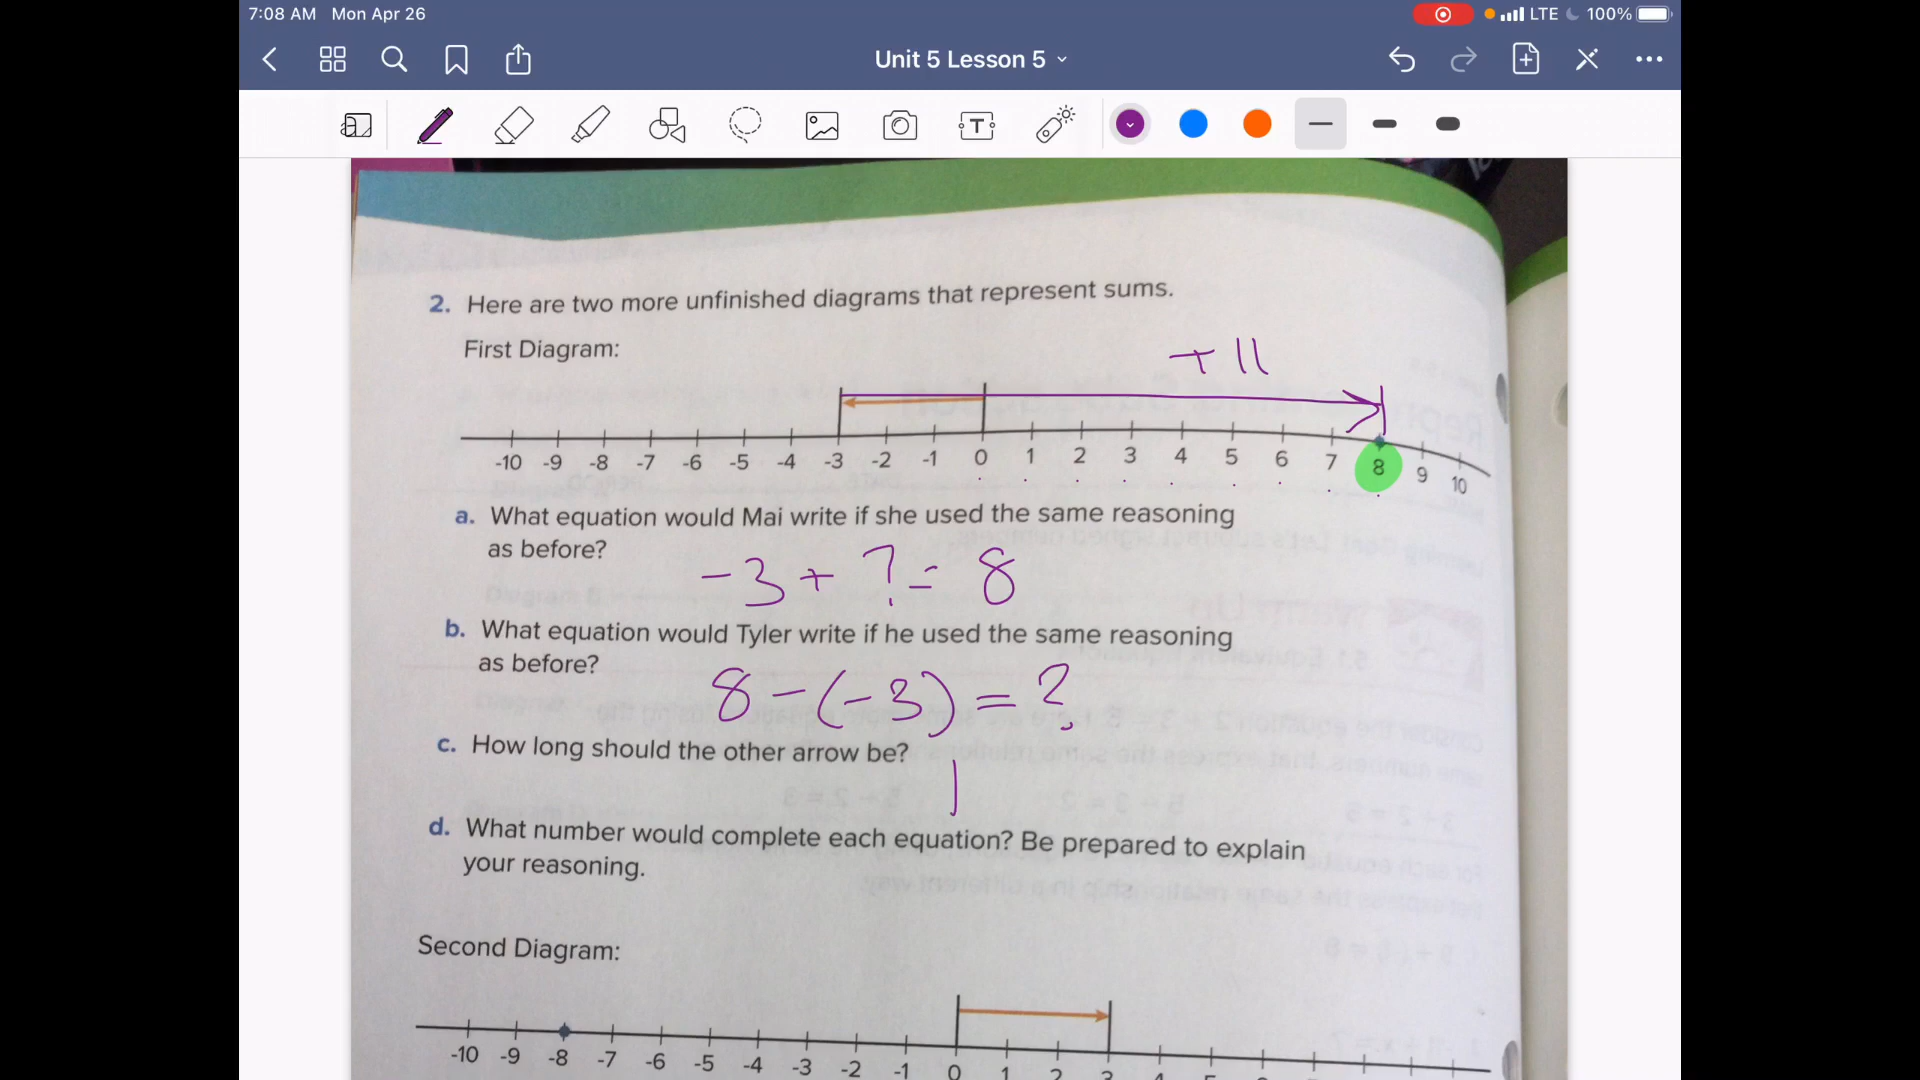 7:08 AM Mon Apr 26
LTE 100%
Unit 5 Lesson 5
2. Here are two more unfinished diagrams that represent sums.
First Diagram:
+11
-10 -9 -8 -7 -6 -5 -4 -3 -2 -1 0 1 2 3 4 5 6 7 8 9 10
a. What equation would Mai write if she used the same reasoning
as before?
-3 + ? = 8
b. What equation would Tyler write if he used the same reasoning
as before?
8 - (-3) = ?
c. How long should the other arrow be?
1
d. What number would complete each equation? Be prepared to explain
your reasoning.
Second Diagram:
-10 -9 -8 -7 -6 -5 -4 -3 -2 -1 0 1 2 3